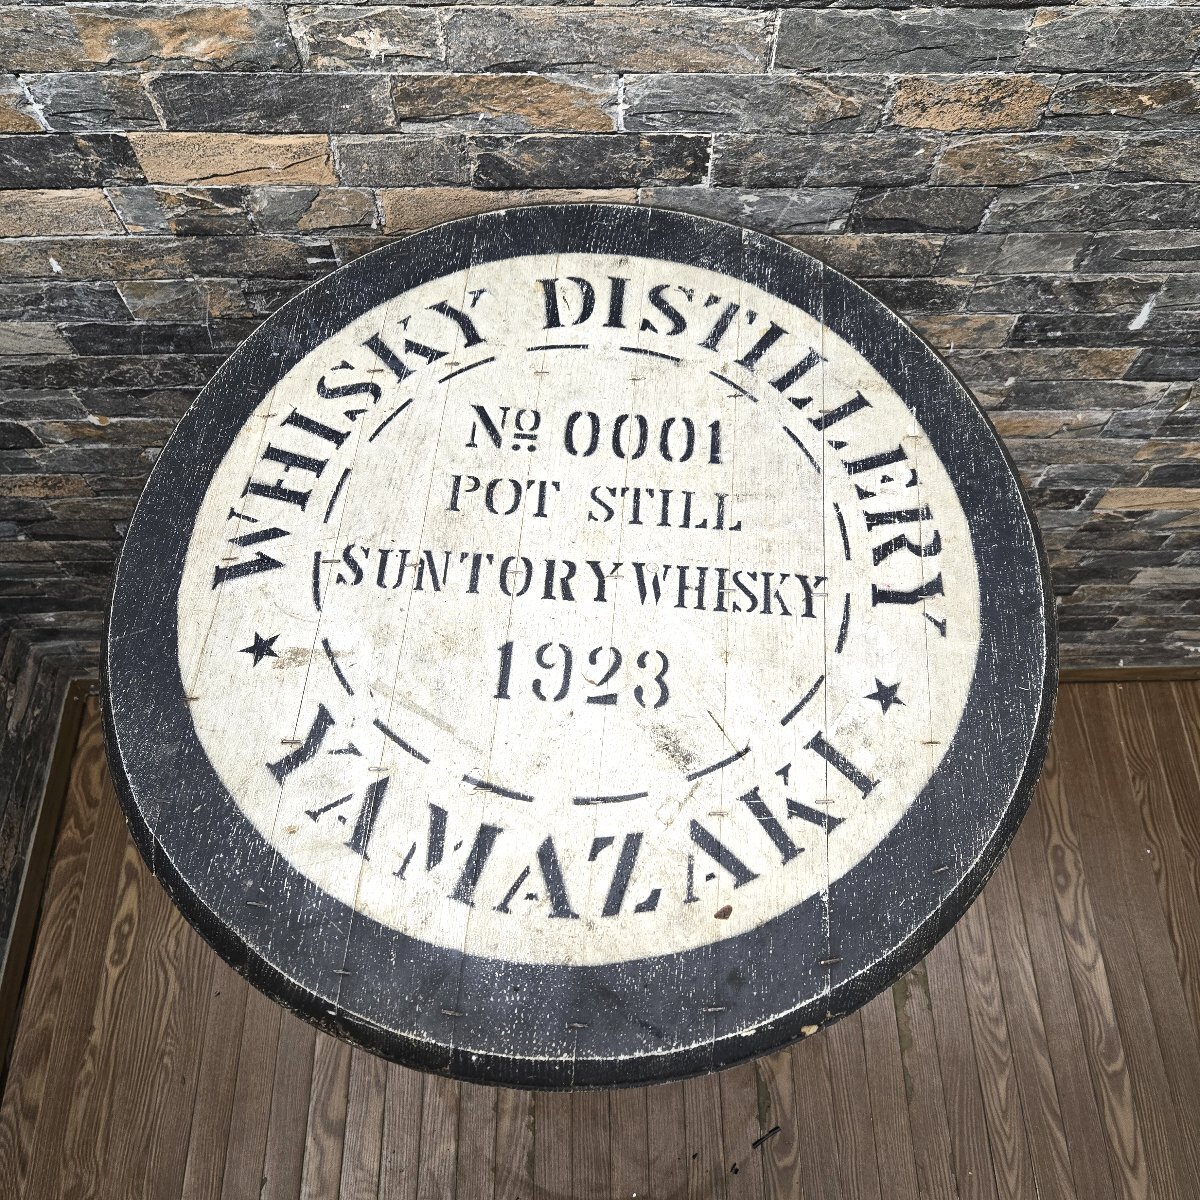 WHISKY DISTILLERY
No 0001
POT STILL
SUNTORY WHISKY
1923
YAMAZAKI